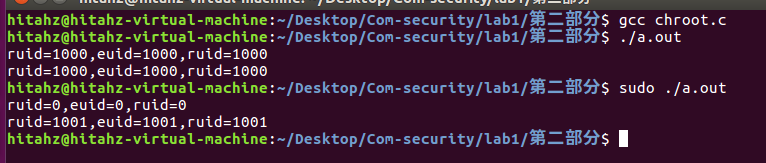 hitahz@hitahz-virtual-machine: ~/Desktop/Com-security/lab1/第二部分
hitahz@hitahz-virtual-machine:~/Desktop/Com-security/lab1/第二部分$ gcc chroot.c
hitahz@hitahz-virtual-machine:~/Desktop/Com-security/lab1/第二部分$ ./a.out
ruid=1000,euid=1000,ruid=1000
ruid=1000,euid=1000,ruid=1000
hitahz@hitahz-virtual-machine:~/Desktop/Com-security/lab1/第二部分$ sudo ./a.out
ruid=0,euid=0,ruid=0
ruid=1001,euid=1001,ruid=1001
hitahz@hitahz-virtual-machine:~/Desktop/Com-security/lab1/第二部分$